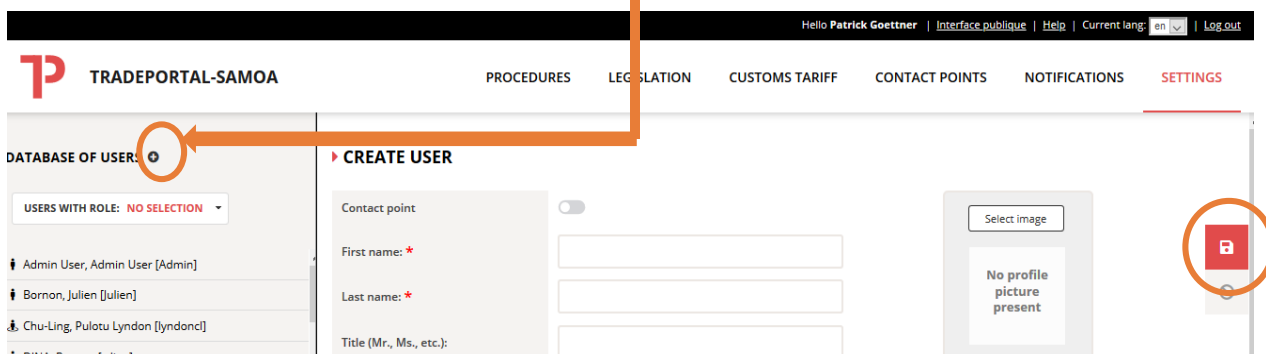 Hello Patrick Goettner | Interface publique | Help | Current lang: en | Log out
TRADEPORTAL-SAMOA
PROCEDURES LEGISLATION CUSTOMS TARIFF CONTACT POINTS NOTIFICATIONS SETTINGS
DATABASE OF USERS
USERS WITH ROLE: NO SELECTION
Admin User, Admin User [Admin]
Bornon, Julien [Julien]
Chu-Ling, Pulotu Lyndon [lyndoncl]
CREATE USER
Contact point
First name: *
Last name: *
Title (Mr., Ms., etc.):
Select image
No profile
picture
present